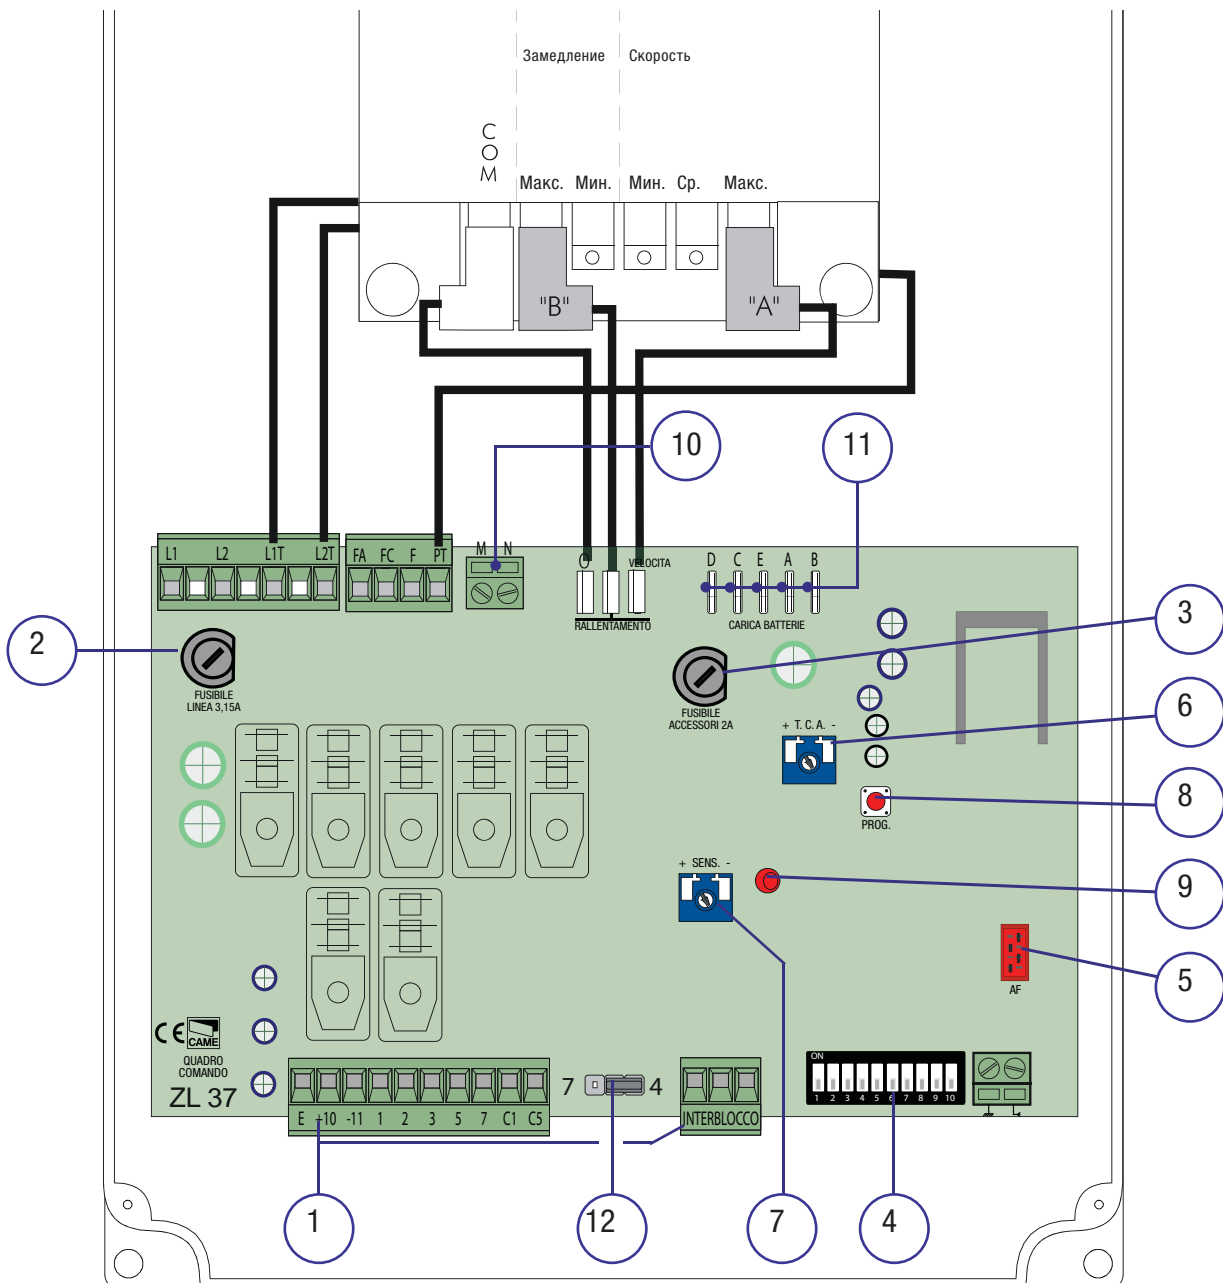 Замедление
Скорость
COM
Макс.
Мин.
Мин.
Ср.
Макс.
"B"
"A"
10
11
L1 L2 L1T L2T
FA FC F PT
M N
0
VELOCITA
RALLENTAMENTO
D C E A B
CARICA BATTERIE
2
3
FUSIBILE
LINEA 3,15A
FUSIBILE
ACCESSORI 2A
+ T. C. A. -
6
8
PROG.
+ SENS. -
9
5
AF
CE
CAME
QUADRO
COMANDO
ZL 37
E +10 -11 1 2 3 5 7 C1 C5
7
4
INTERBLOCCO
ON
1 2 3 4 5 6 7 8 9 10
1
12
7
4